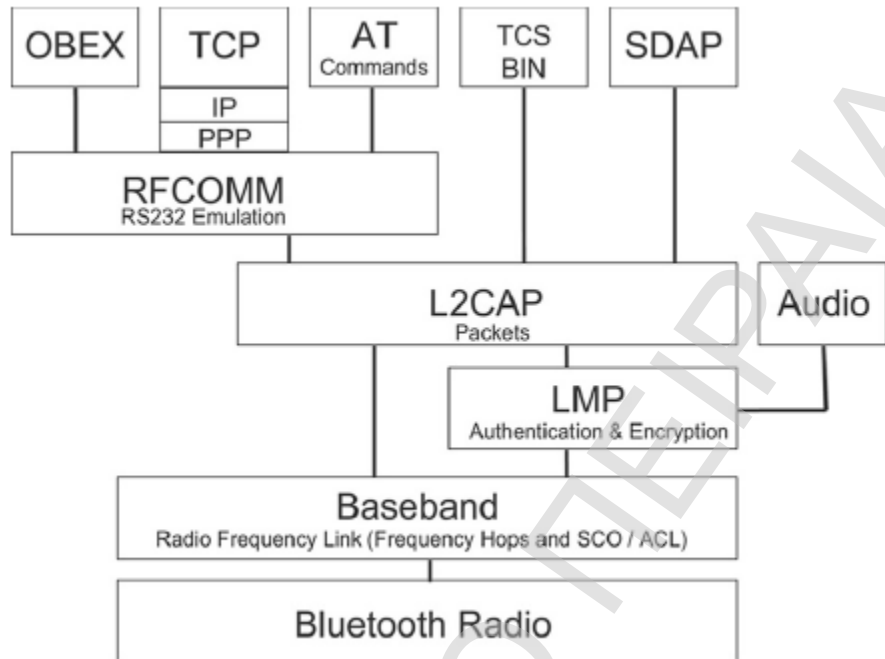 OBEX
TCP
AT
Commands
TCS
BIN
SDAP
IP
PPP
RFCOMM
RS232 Emulation
L2CAP
Packets
Audio
LMP
Authentication & Encryption
Baseband
Radio Frequency Link (Frequency Hops and SCO / ACL)
Bluetooth Radio
ΠΕΙΡΑΙΑ